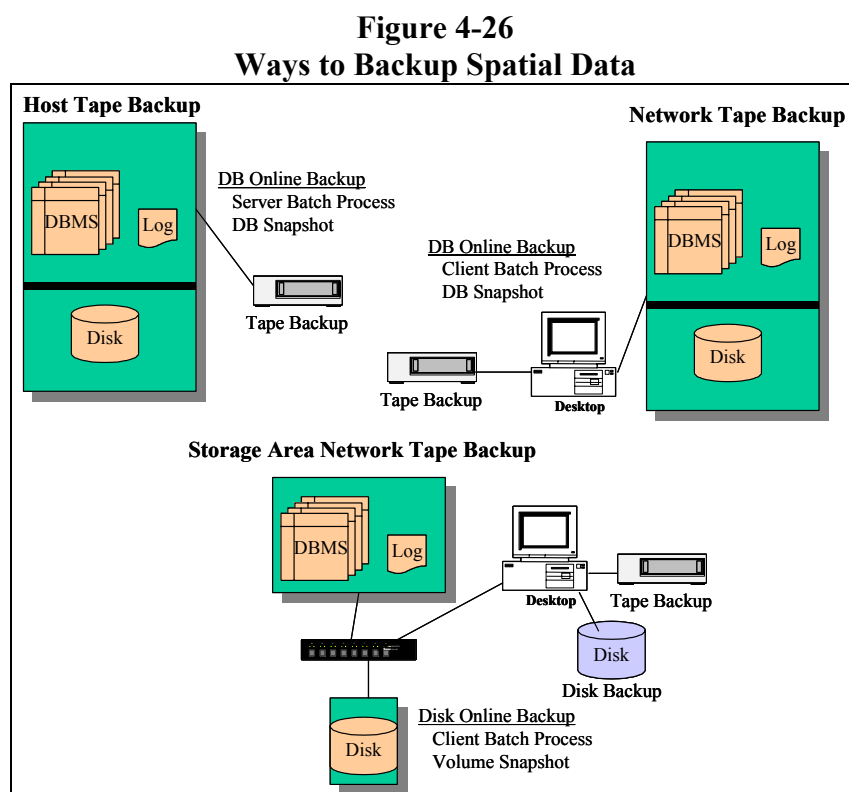 Figure 4-26
Ways to Backup Spatial Data
Host Tape Backup
DBMS
Log
Disk
DB Online Backup
Server Batch Process
DB Snapshot
Tape Backup
Network Tape Backup
DBMS
Log
Disk
DB Online Backup
Client Batch Process
DB Snapshot
Tape Backup
Desktop
Storage Area Network Tape Backup
DBMS
Log
Desktop
Tape Backup
Disk
Disk Backup
Disk
Disk Online Backup
Client Batch Process
Volume Snapshot